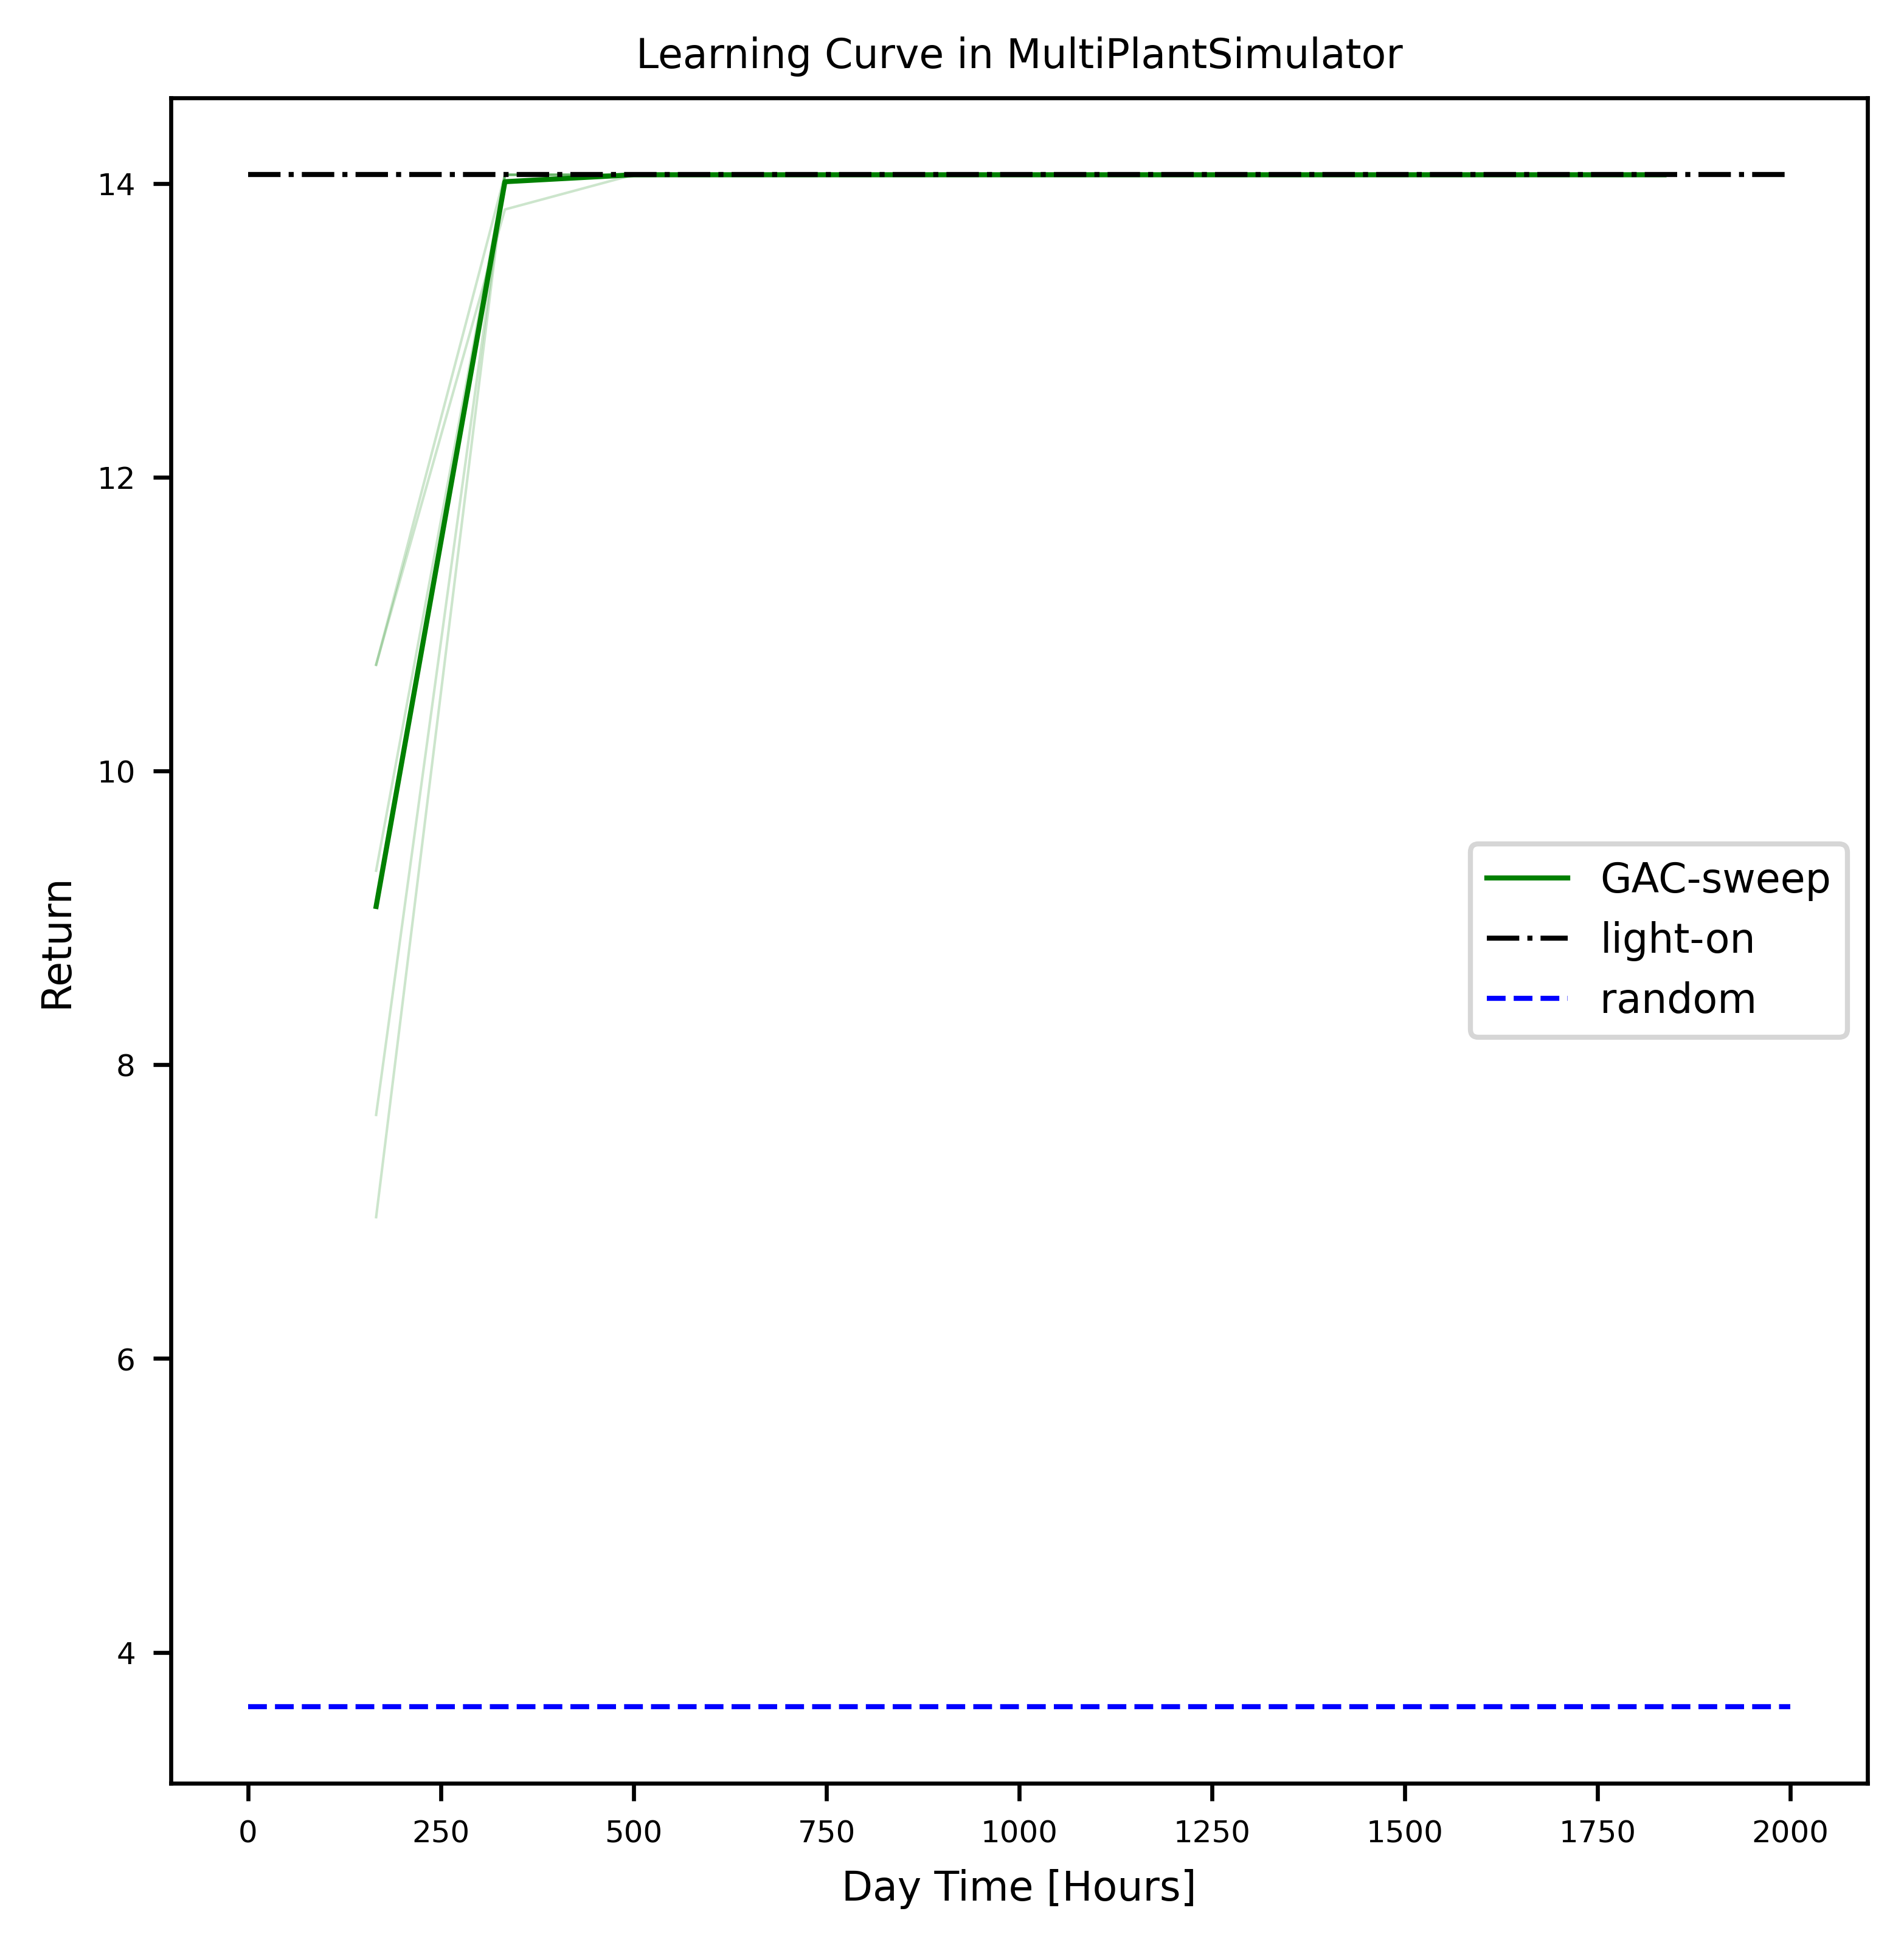 Learning Curve in MultiPlantSimulator
14
12
10
8
6
4
Return
GAC-sweep
light-on
random
0 250 500 750 1000 1250 1500 1750 2000
Day Time [Hours]